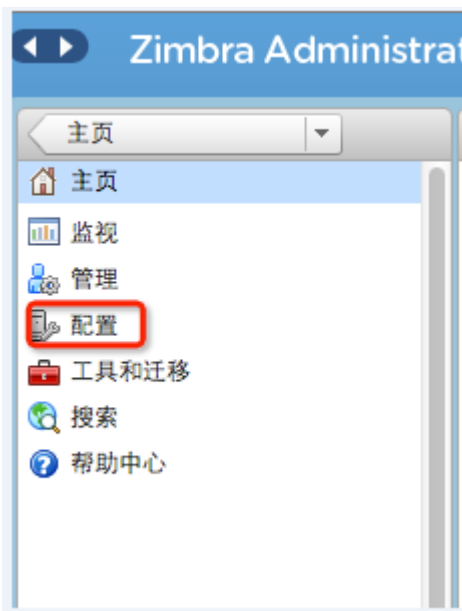 Zimbra Administrat
主页
主页
监视
管理
配置
工具和迁移
搜索
帮助中心